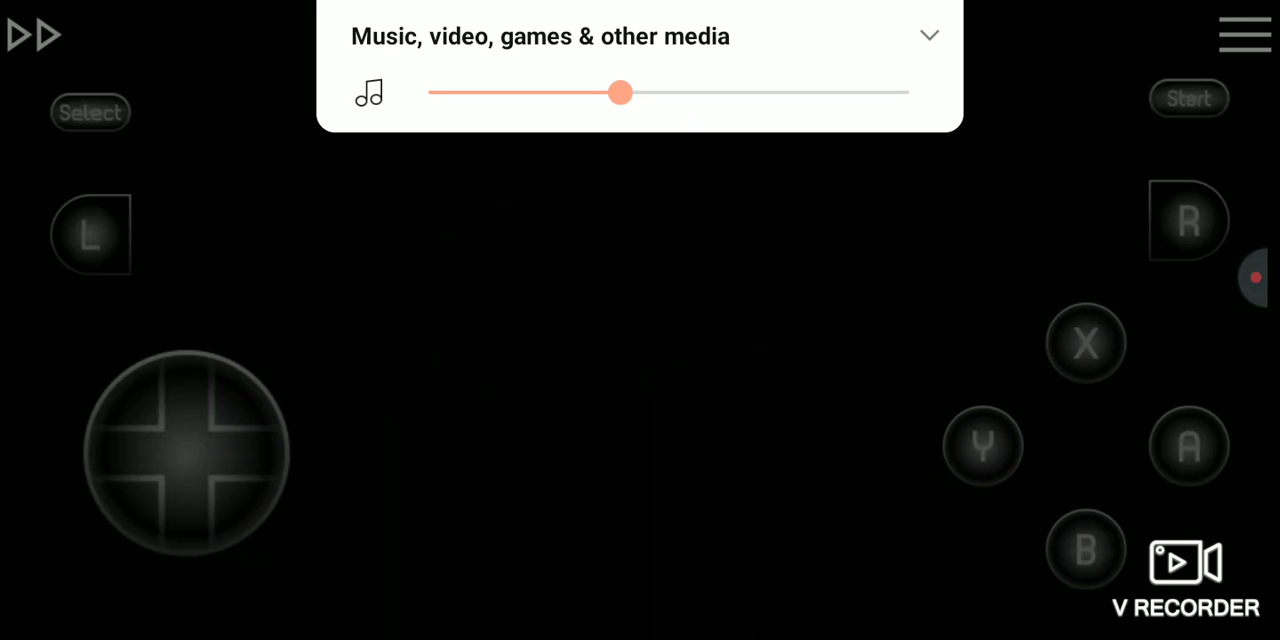 Music, video, games & other media
Select
Start
L
R
X
Y
A
B
V RECORDER